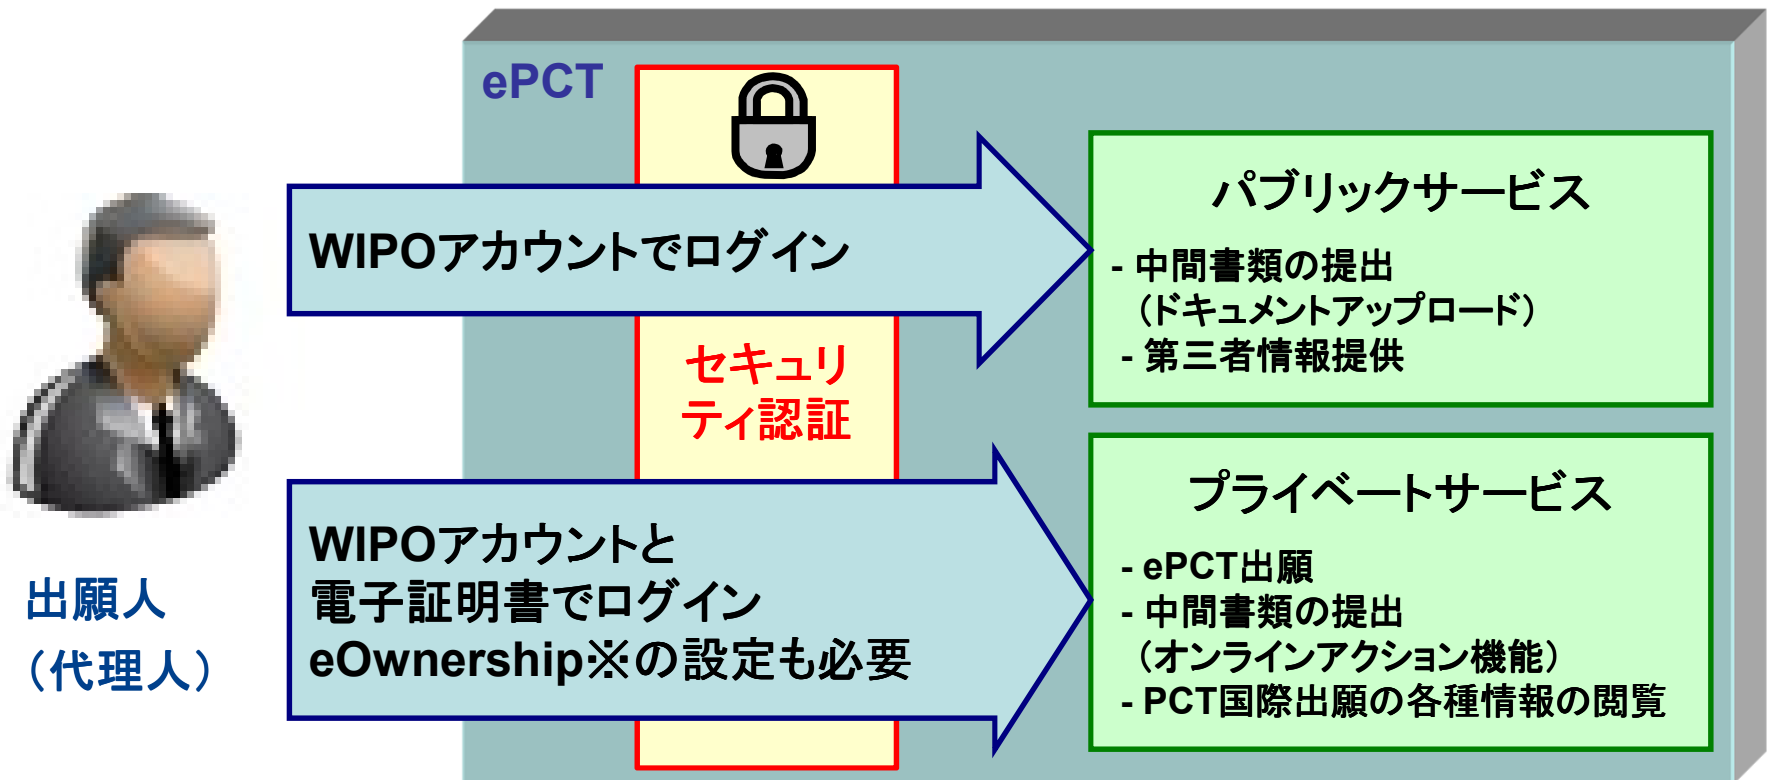 ePCT
WIPOアカウントでログイン
セキュリ
ティ認証
WIPOアカウントと
電子証明書でログイン
eOwnership※の設定も必要
出願人
（代理人）
パブリックサービス
- 中間書類の提出
（ドキュメントアップロード）
- 第三者情報提供
プライベートサービス
- ePCT出願
- 中間書類の提出
（オンラインアクション機能）
- PCT国際出願の各種情報の閲覧